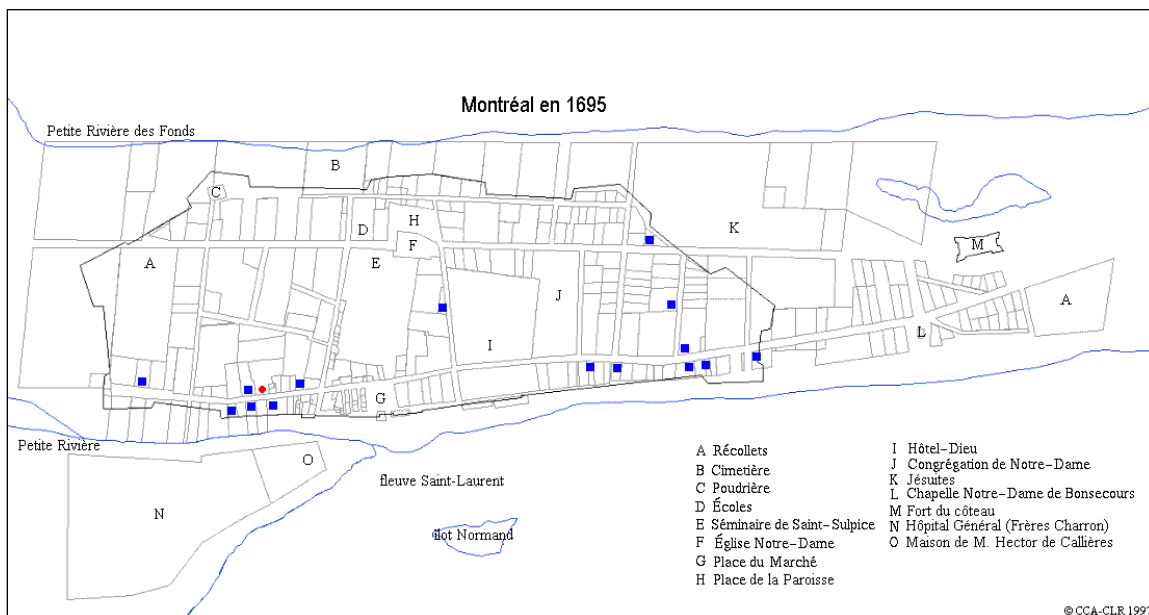 Montréal en 1695
Petite Rivière des Fonds
B
C
H
D
K
F
M
A
E
J
A
L
I
G
Petite Rivière
O
fleuve Saint-Laurent
N
îlot Normand
A Récollets
B Cimetière
C Poudrière
D Écoles
E Séminaire de Saint-Sulpice
F Église Notre-Dame
G Place du Marché
H Place de la Paroisse
I Hôtel-Dieu
J Congrégation de Notre-Dame
K Jésuites
L Chapelle Notre-Dame de Bonsecours
M Fort du côteau
N Hôpital Général (Frères Charron)
O Maison de M. Hector de Callières
© CCA-CLR 1997